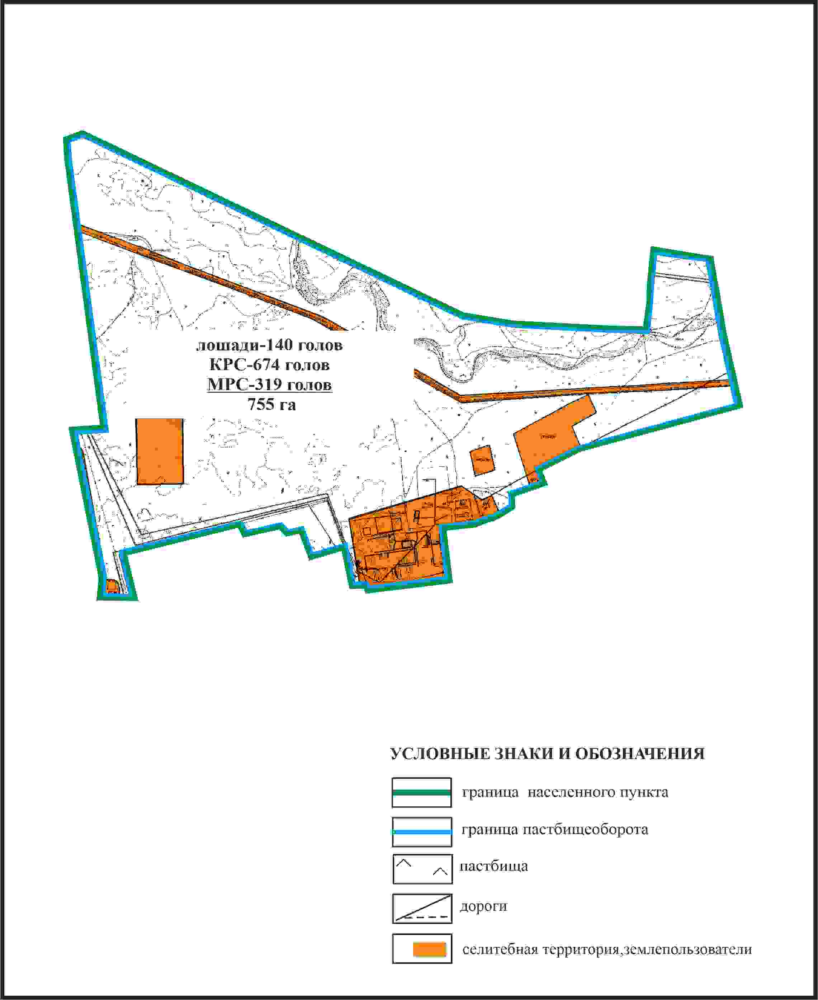 лошади-140 голов
КРС-674 голов
МРС-319 голов
755 га
УСЛОВНЫЕ ЗНАКИ И ОБОЗНАЧЕНИЯ
граница населенного пункта
граница пастбищеоборота
пастбища
дороги
селитебная территория,землепользователи